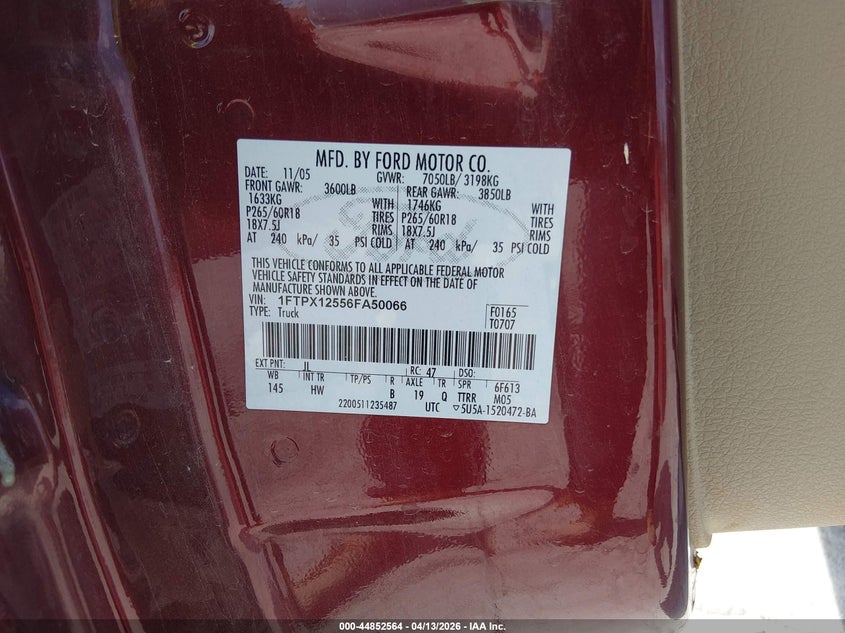 MFD. BY FORD MOTOR CO.
DATE: 11/05 GVWR: 7050LB/ 3198KG
FRONT GAWR: 3600LB REAR GAWR: 3850LB
1633KG WITH 1746KG WITH
P265/60R18 TIRES P265/60R18 TIRES
18X7.5J RIMS 18X7.5J RIMS
AT 240 kPa/ 35 PSI COLD AT 240 kPa/ 35 PSI COLD
THIS VEHICLE CONFORMS TO ALL APPLICABLE FEDERAL MOTOR
VEHICLE SAFETY STANDARDS IN EFFECT ON THE DATE OF
MANUFACTURE SHOWN ABOVE.
VIN: 1FTPX12556FA50066 F0165
TYPE: Truck T0707
EXT PNT: JL RC: 47 DSO:
WB INT TR TP/PS R AXLE TR SPR 6F613
145 HW B 19 Q TTRR M05
2200511235487 UTC ▽5U5A-1520472-BA
Ford
000-44852564 - 04/13/2026 - IAA Inc.